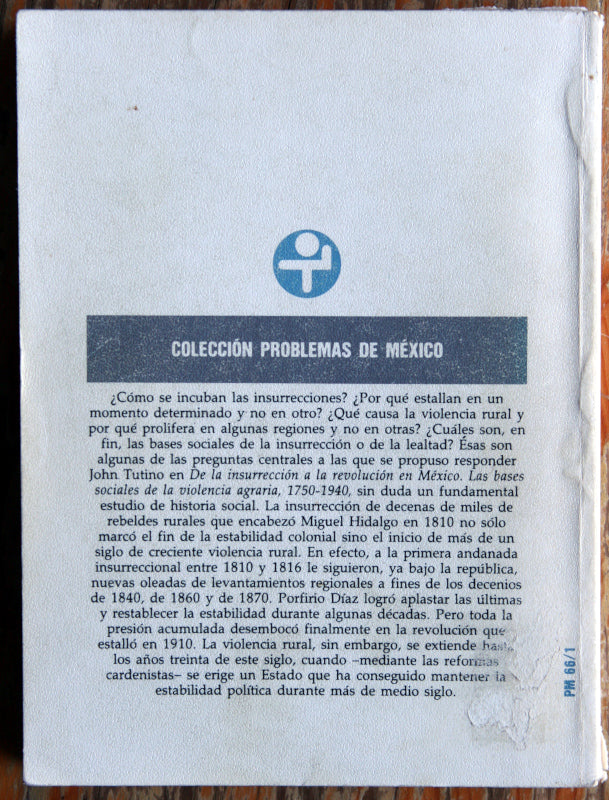 COLECCIÓN PROBLEMAS DE MÉXICO
¿Cómo se incuban las insurrecciones? ¿Por qué estallan en un
momento determinado y no en otro? ¿Qué causa la violencia rural y
por qué prolifera en algunas regiones y no en otras? ¿Cuáles son, en
fin, las bases sociales de la insurrección o de la lealtad? Ésas son
algunas de las preguntas centrales a las que se propuso responder
John Tutino en De la insurrección a la revolución en México. Las bases
sociales de la violencia agraria, 1750-1940, sin duda un fundamental
estudio de historia social. La insurrección de decenas de miles de
rebeldes rurales que encabezó Miguel Hidalgo en 1810 no sólo
marcó el fin de la estabilidad colonial sino el inicio de más de un
siglo de creciente violencia rural. En efecto, a la primera andanada
insurreccional entre 1810 y 1816 le siguieron, ya bajo la república,
nuevas oleadas de levantamientos regionales a fines de los decenios
de 1840, de 1860 y de 1870. Porfirio Díaz logró aplastar las últimas
y restablecer la estabilidad durante algunas décadas. Pero toda la
presión acumulada desembocó finalmente en la revolución que
estalló en 1910. La violencia rural, sin embargo, se extiende hasta
los años treinta de este siglo, cuando –mediante las reformas
cardenistas– se erige un Estado que ha conseguido mantener la
estabilidad política durante más de medio siglo.
PM 66/1